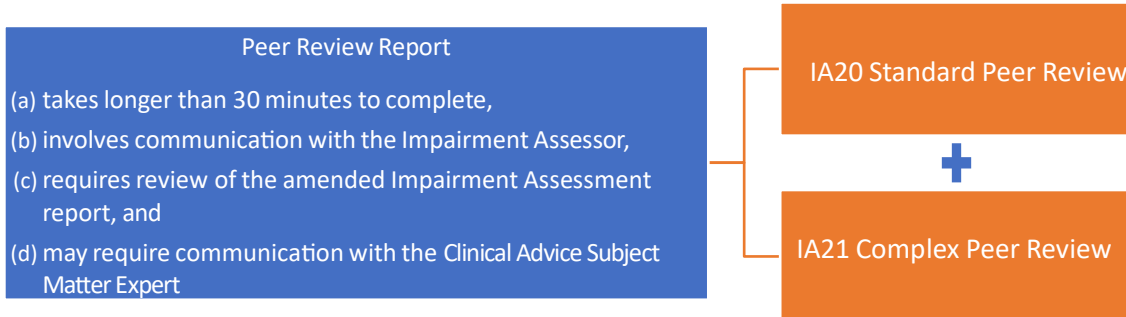 Peer Review Report
(a) takes longer than 30 minutes to complete,
(b) involves communication with the Impairment Assessor,
(c) requires review of the amended Impairment Assessment
report, and
(d) may require communication with the Clinical Advice Subject
Matter Expert
IA20 Standard Peer Review
+
IA21 Complex Peer Review